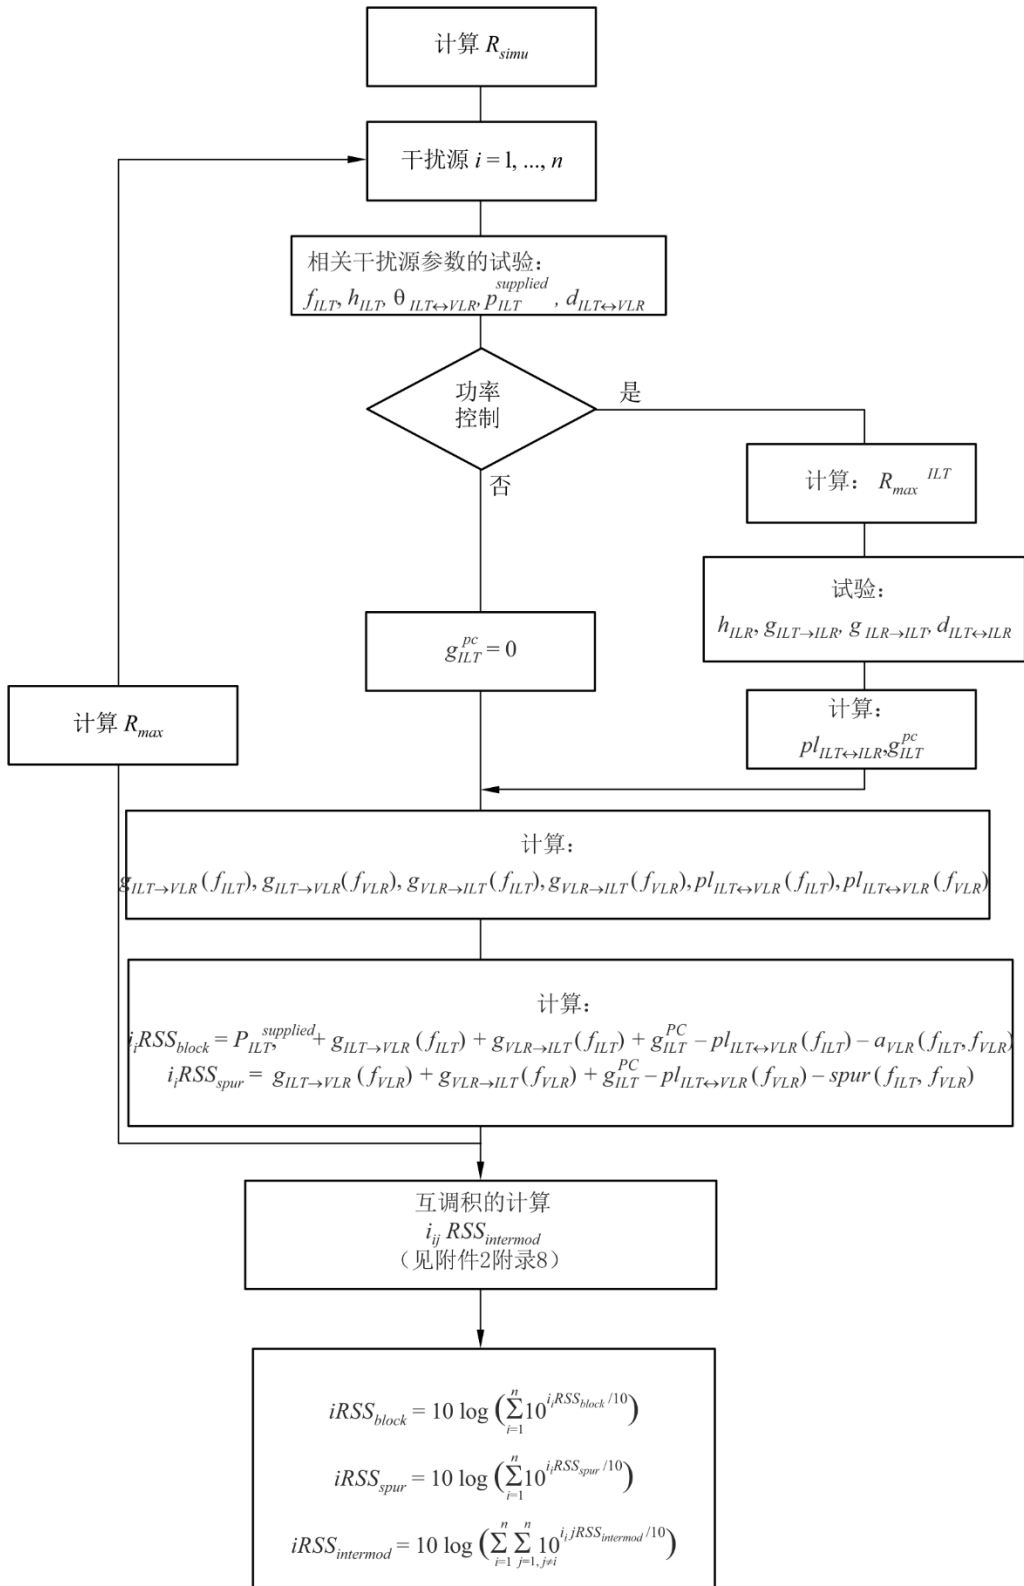 计算 R_simu
干扰源 i = 1, ..., n
相关干扰源参数的试验：
f_ILT, h_ILT, θ_ILT↔VLR, p_ILT^supplied, d_ILT↔VLR
功率
控制
是
否
计算： R_max^ILT
试验：
h_ILR, g_ILT→ILR, g_ILR→ILT, d_ILT↔ILR
g_ILT^pc = 0
计算 R_max
计算：
pl_ILT↔ILR, g_ILT^pc
计算：
g_ILT→VLR(f_ILT), g_ILT→VLR(f_VLR), g_VLR→ILT(f_ILT), g_VLR→ILT(f_VLR), pl_ILT↔VLR(f_ILT), pl_ILT↔VLR(f_VLR)
计算：
i_iRSS_block = P_ILT,^supplied + g_ILT→VLR(f_ILT) + g_VLR→ILT(f_ILT) + g_ILT^PC – pl_ILT↔VLR(f_ILT) – a_VLR(f_ILT, f_VLR)
i_iRSS_spur = g_ILT→VLR(f_VLR) + g_VLR→ILT(f_VLR) + g_ILT^PC – pl_ILT↔VLR(f_VLR) – spur(f_ILT, f_VLR)
互调积的计算
i_ij RSS_intermod
（见附件2附录8）
iRSS_block = 10 log (∑_{i=1}^{n} 10^{i_iRSS_block /10})
iRSS_spur = 10 log (∑_{i=1}^{n} 10^{i_iRSS_spur /10})
iRSS_intermod = 10 log (∑_{i=1}^{n} ∑_{j=1, j≠i}^{n} 10^{i_i jRSS_intermod /10})